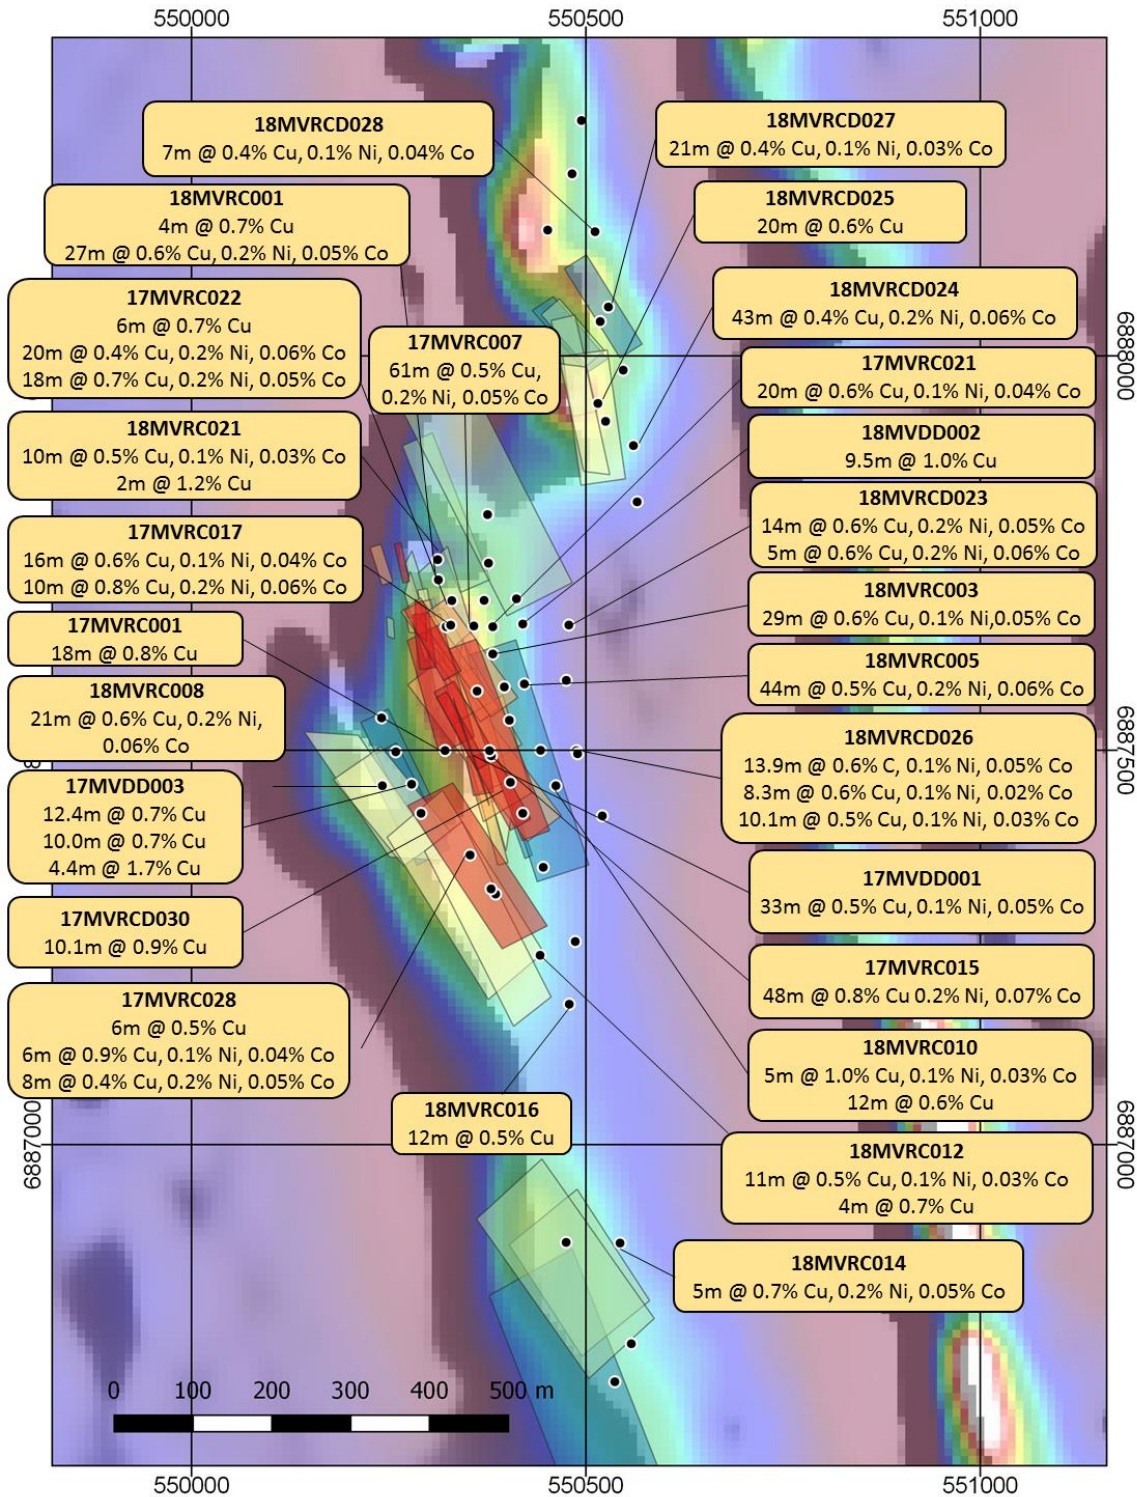 550000
550500
551000
18MVRCD028
7m @ 0.4% Cu, 0.1% Ni, 0.04% Co
18MVRCD027
21m @ 0.4% Cu, 0.1% Ni, 0.03% Co
18MVRC001
4m @ 0.7% Cu
27m @ 0.6% Cu, 0.2% Ni, 0.05% Co
18MVRCD025
20m @ 0.6% Cu
17MVRC022
6m @ 0.7% Cu
20m @ 0.4% Cu, 0.2% Ni, 0.06% Co
18m @ 0.7% Cu, 0.2% Ni, 0.05% Co
18MVRCD024
43m @ 0.4% Cu, 0.2% Ni, 0.06% Co
17MVRC007
61m @ 0.5% Cu,
0.2% Ni, 0.05% Co
17MVRC021
20m @ 0.6% Cu, 0.1% Ni, 0.04% Co
6888000
18MVRC021
10m @ 0.5% Cu, 0.1% Ni, 0.03% Co
2m @ 1.2% Cu
18MVDD002
9.5m @ 1.0% Cu
18MVRCD023
14m @ 0.6% Cu, 0.2% Ni, 0.05% Co
5m @ 0.6% Cu, 0.2% Ni, 0.06% Co
17MVRC017
16m @ 0.6% Cu, 0.1% Ni, 0.04% Co
10m @ 0.8% Cu, 0.2% Ni, 0.06% Co
18MVRC003
29m @ 0.6% Cu, 0.1% Ni,0.05% Co
17MVRC001
18m @ 0.8% Cu
18MVRC005
44m @ 0.5% Cu, 0.2% Ni, 0.06% Co
18MVRC008
21m @ 0.6% Cu, 0.2% Ni,
0.06% Co
18MVRCD026
13.9m @ 0.6% C, 0.1% Ni, 0.05% Co
8.3m @ 0.6% Cu, 0.1% Ni, 0.02% Co
10.1m @ 0.5% Cu, 0.1% Ni, 0.03% Co
6887500
17MVDD003
12.4m @ 0.7% Cu
10.0m @ 0.7% Cu
4.4m @ 1.7% Cu
17MVDD001
33m @ 0.5% Cu, 0.1% Ni, 0.05% Co
17MVRCD030
10.1m @ 0.9% Cu
17MVRC015
48m @ 0.8% Cu 0.2% Ni, 0.07% Co
17MVRC028
6m @ 0.5% Cu
6m @ 0.9% Cu, 0.1% Ni, 0.04% Co
8m @ 0.4% Cu, 0.2% Ni, 0.05% Co
18MVRC010
5m @ 1.0% Cu, 0.1% Ni, 0.03% Co
12m @ 0.6% Cu
18MVRC016
12m @ 0.5% Cu
6887000
6887000
18MVRC012
11m @ 0.5% Cu, 0.1% Ni, 0.03% Co
4m @ 0.7% Cu
18MVRC014
5m @ 0.7% Cu, 0.2% Ni, 0.05% Co
0 100 200 300 400 500 m
550000
550500
551000